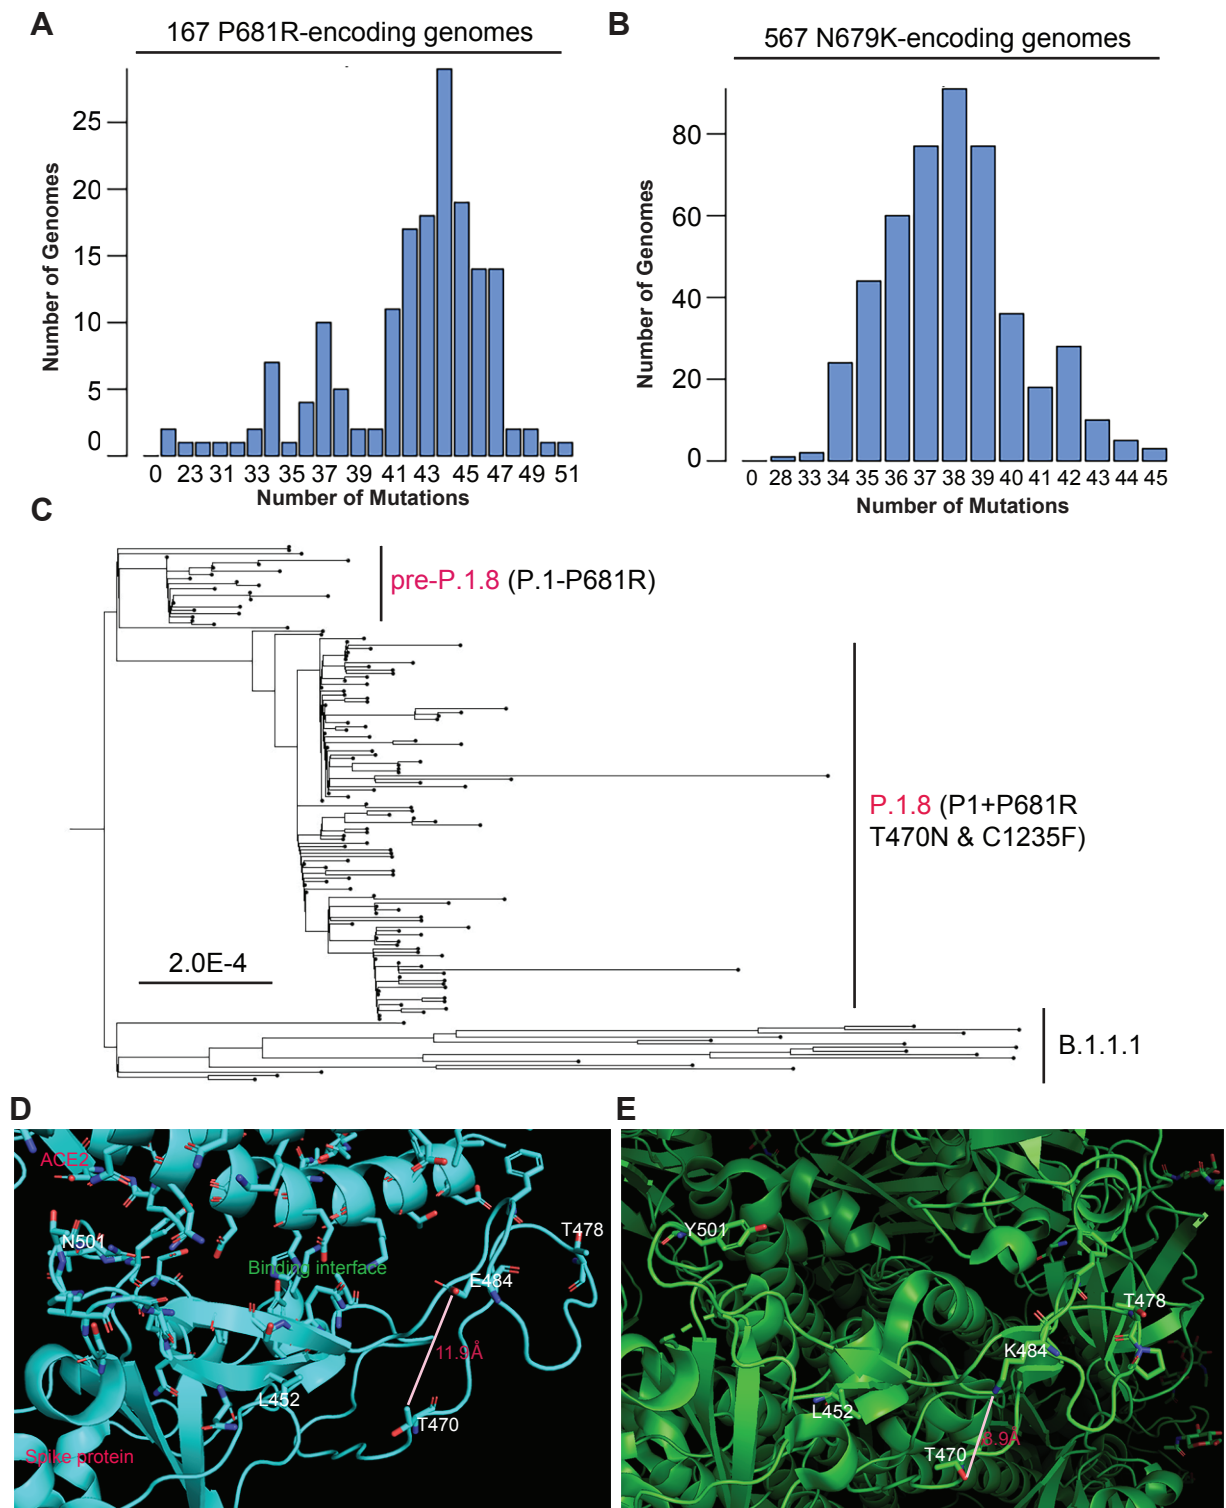 A
167 P681R-encoding genomes
Number of Genomes
25
20
15
10
5
0
0 23 31 33 35 37 39 41 43 45 47 49 51
Number of Mutations
B
567 N679K-encoding genomes
Number of Genomes
80
60
40
20
0
0 28 33 34 35 36 37 38 39 40 41 42 43 44 45
Number of Mutations
C
pre-P.1.8 (P.1-P681R)
P.1.8 (P1+P681R
T470N & C1235F)
2.0E-4
B.1.1.1
D
ACE2
N501
Binding interface
T478
E484
11.9Å
L452
T470
Spike protein
E
Y501
T478
K484
L452
8.9Å
T470